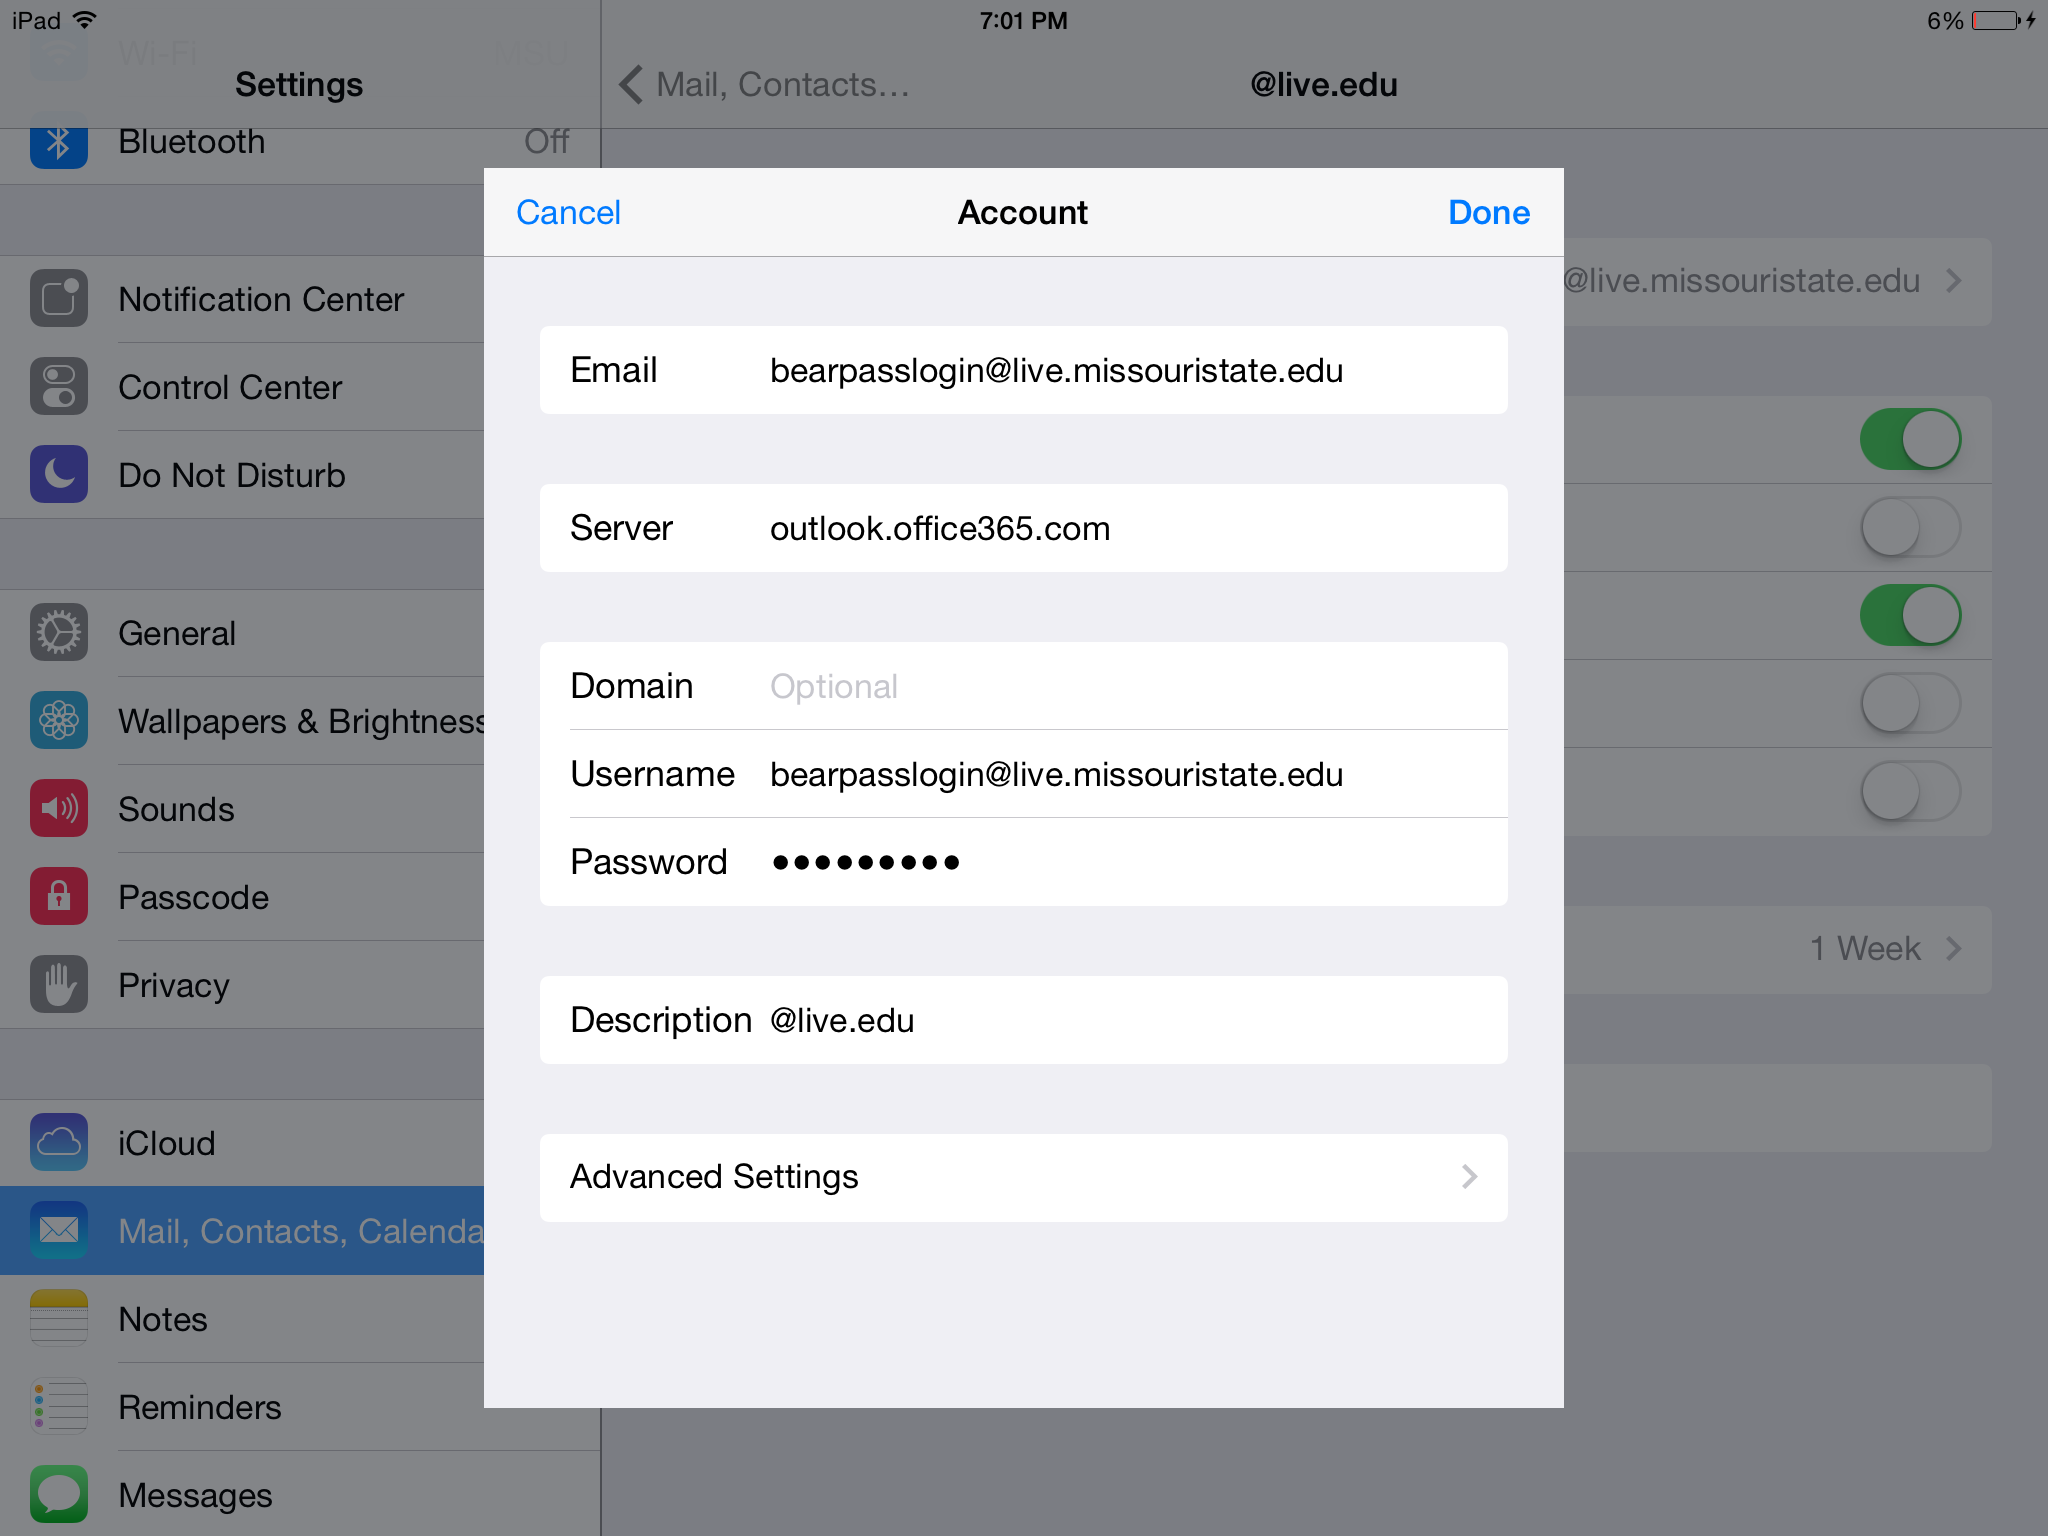 iPad
7:01 PM
6%
Wi-Fi MSU
Settings
Mail, Contacts...
@live.edu
Bluetooth Off
Notification Center
Control Center
Do Not Disturb
General
Wallpapers & Brightness
Sounds
Passcode
Privacy
iCloud
Mail, Contacts, Calenda
Notes
Reminders
Messages
Cancel
Account
Done
Email bearpasslogin@live.missouristate.edu
Server outlook.office365.com
Domain Optional
Username bearpasslogin@live.missouristate.edu
Password •••••••••
Description @live.edu
Advanced Settings
@live.missouristate.edu
1 Week